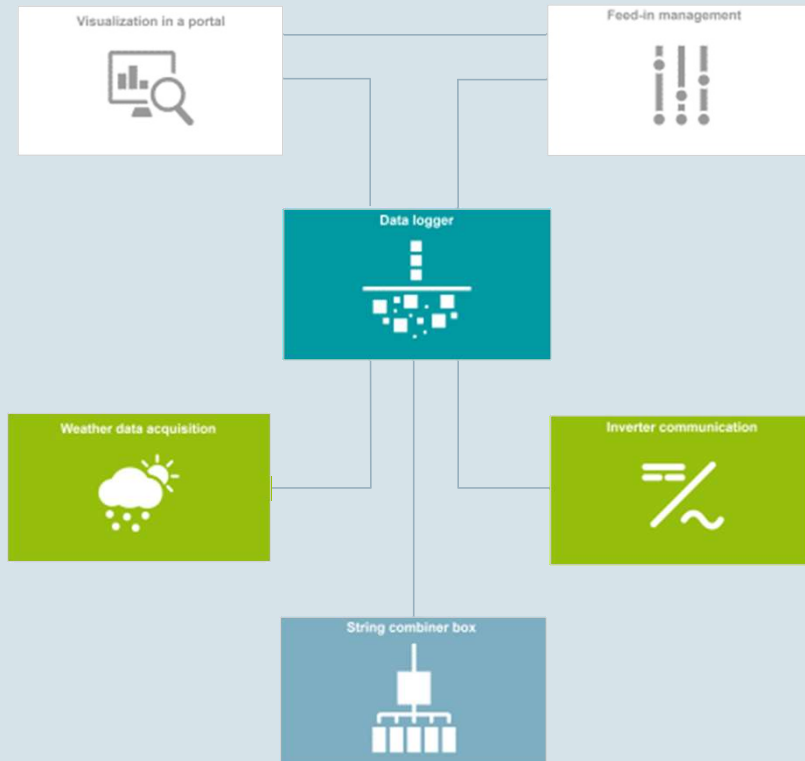 Visualization in a portal
Feed-in management
Data logger
Weather data acquisition
Inverter communication
String combiner box